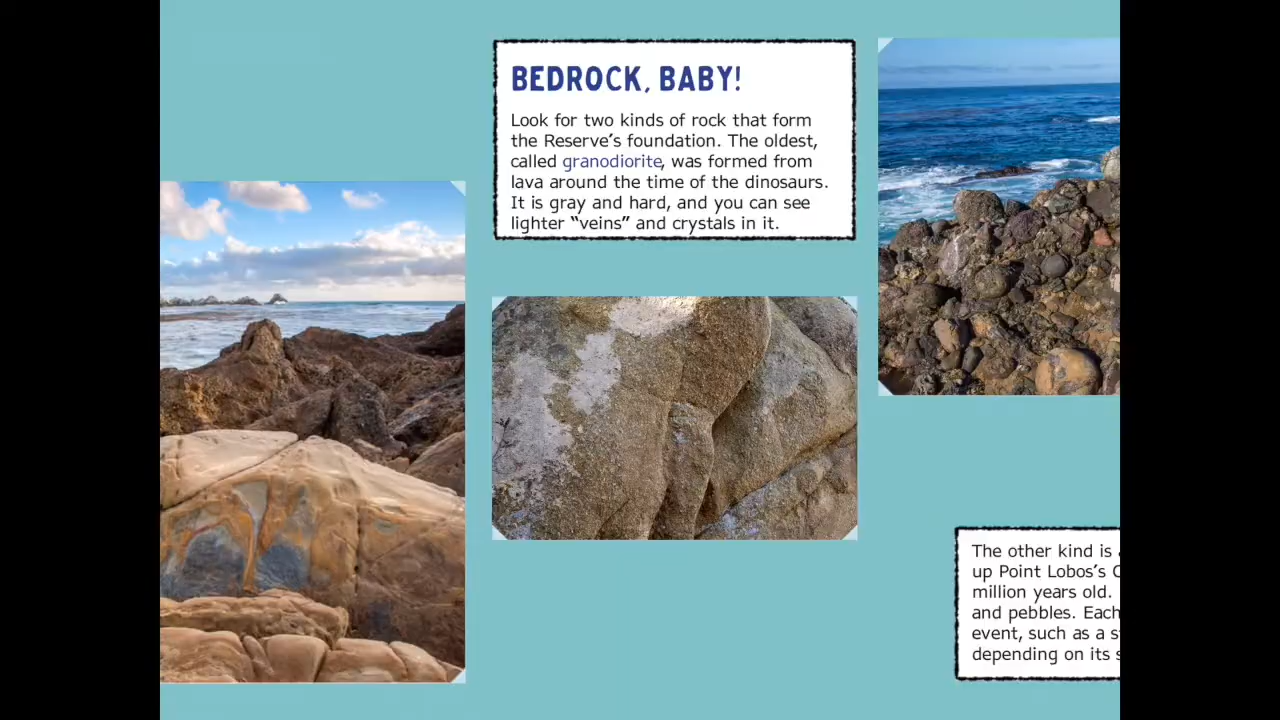 BEDROCK, BABY!
Look for two kinds of rock that form
the Reserve's foundation. The oldest,
called granodiorite, was formed from
lava around the time of the dinosaurs.
It is gray and hard, and you can see
lighter “veins” and crystals in it.
The other kind is
up Point Lobos's
million years old.
and pebbles. Each
event, such as a
depending on its